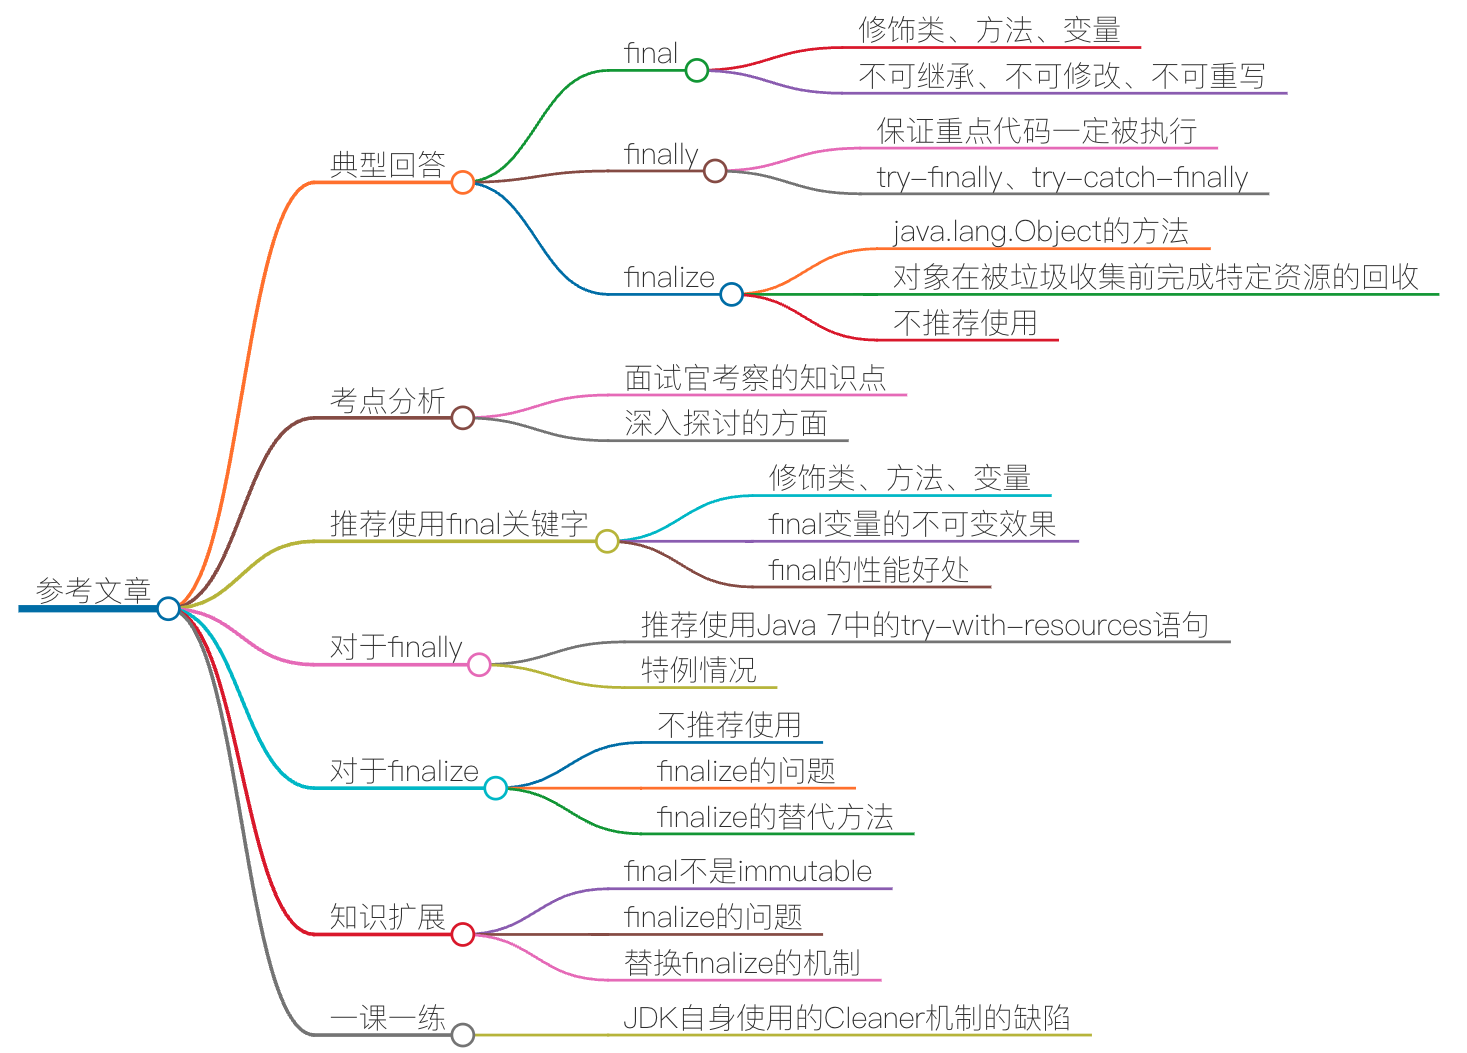 参考文章
典型回答
final
修饰类、方法、变量
不可继承、不可修改、不可重写
finally
保证重点代码一定被执行
try-finally、try-catch-finally
finalize
java.lang.Object的方法
对象在被垃圾收集前完成特定资源的回收
不推荐使用
考点分析
面试官考察的知识点
深入探讨的方面
推荐使用final关键字
修饰类、方法、变量
final变量的不可变效果
final的性能好处
对于finally
推荐使用Java 7中的try-with-resources语句
特例情况
对于finalize
不推荐使用
finalize的问题
finalize的替代方法
知识扩展
final不是immutable
finalize的问题
替换finalize的机制
一课一练
JDK自身使用的Cleaner机制的缺陷